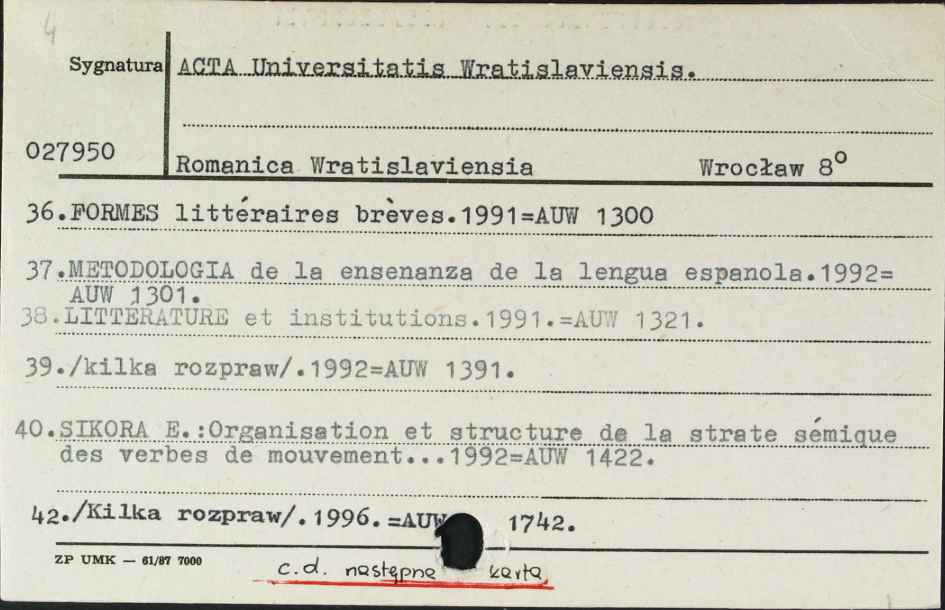 4
Sygnatura ACTA Universitatis Wratislaviensis.
027950
Romanica Wratislaviensia Wrocław 8°
36.FORMES littéraires brèves.1991=AUW 1300
37.METODOLOGIA de la ensenanza de la lengua espanola.1992=
AUW 1301.
38.LITTERATURE et institutions.1991.=AUW 1321.
39./kilka rozpraw/.1992=AUW 1391.
40.SIKORA E.:Organisation et structure de la strate sémique
des verbes de mouvement...1992=AUW 1422.
42./Kilka rozpraw/.1996.=AUW 1742.
ZP UMK — 61/87 7000
c.d. następna karta